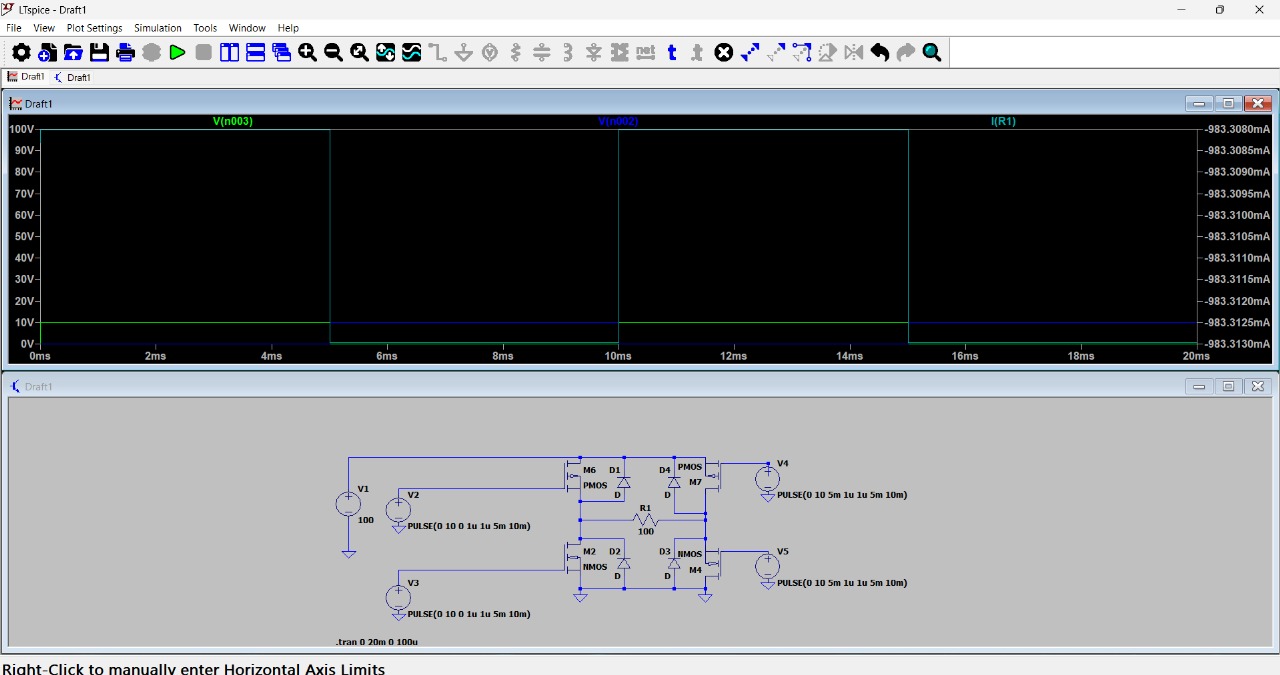 LTspice - Draft1
File View Plot Settings Simulation Tools Window Help
net t t
Draft1 Draft1
Draft1
V(n003) V(n002) I(R1)
100V -983.3080mA
90V -983.3085mA
80V -983.3090mA
70V -983.3095mA
60V -983.3100mA
50V -983.3105mA
40V -983.3110mA
30V -983.3115mA
20V -983.3120mA
10V -983.3125mA
0V -983.3130mA
0ms 2ms 4ms 6ms 8ms 10ms 12ms 14ms 16ms 18ms 20ms
Draft1
M6 D1 D4 PMOS V4
PMOS D D M7 PULSE(0 10 5m 1u 1u 5m 10m)
V1 V2
100 PULSE(0 10 0 1u 1u 5m 10m)
R1
100
M2 D2 D3 NMOS V5
NMOS D D M4 PULSE(0 10 5m 1u 1u 5m 10m)
V3
PULSE(0 10 0 1u 1u 5m 10m)
.tran 0 20m 0 100u
Right-Click to manually enter Horizontal Axis Limits